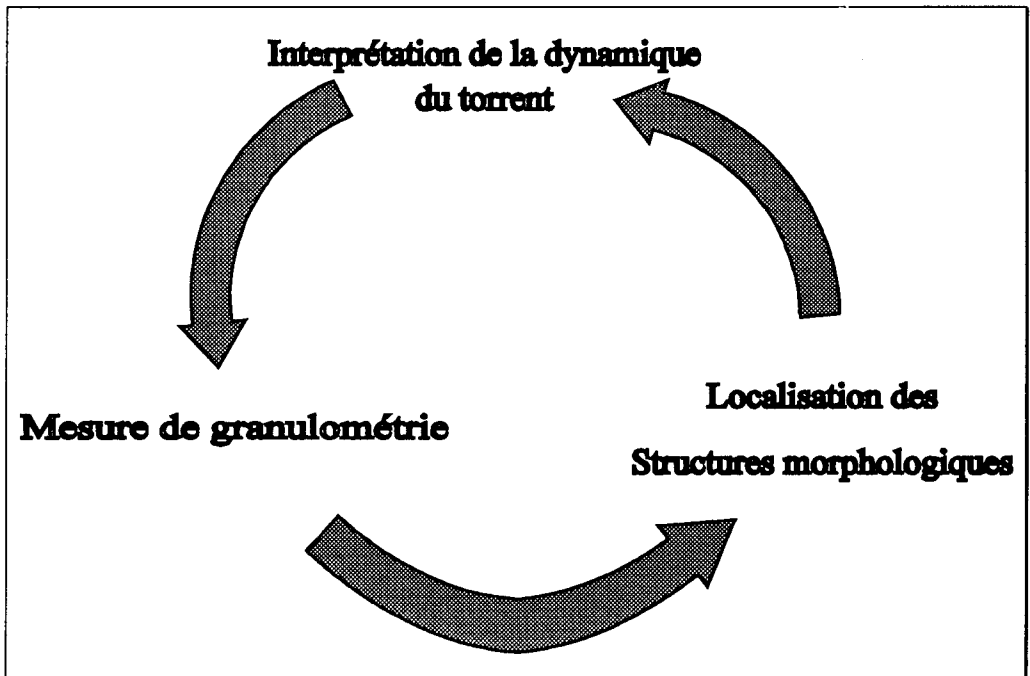 Interprétation de la dynamique
du torrent
Mesure de granulométrie
Localisation des
Structures morphologiques